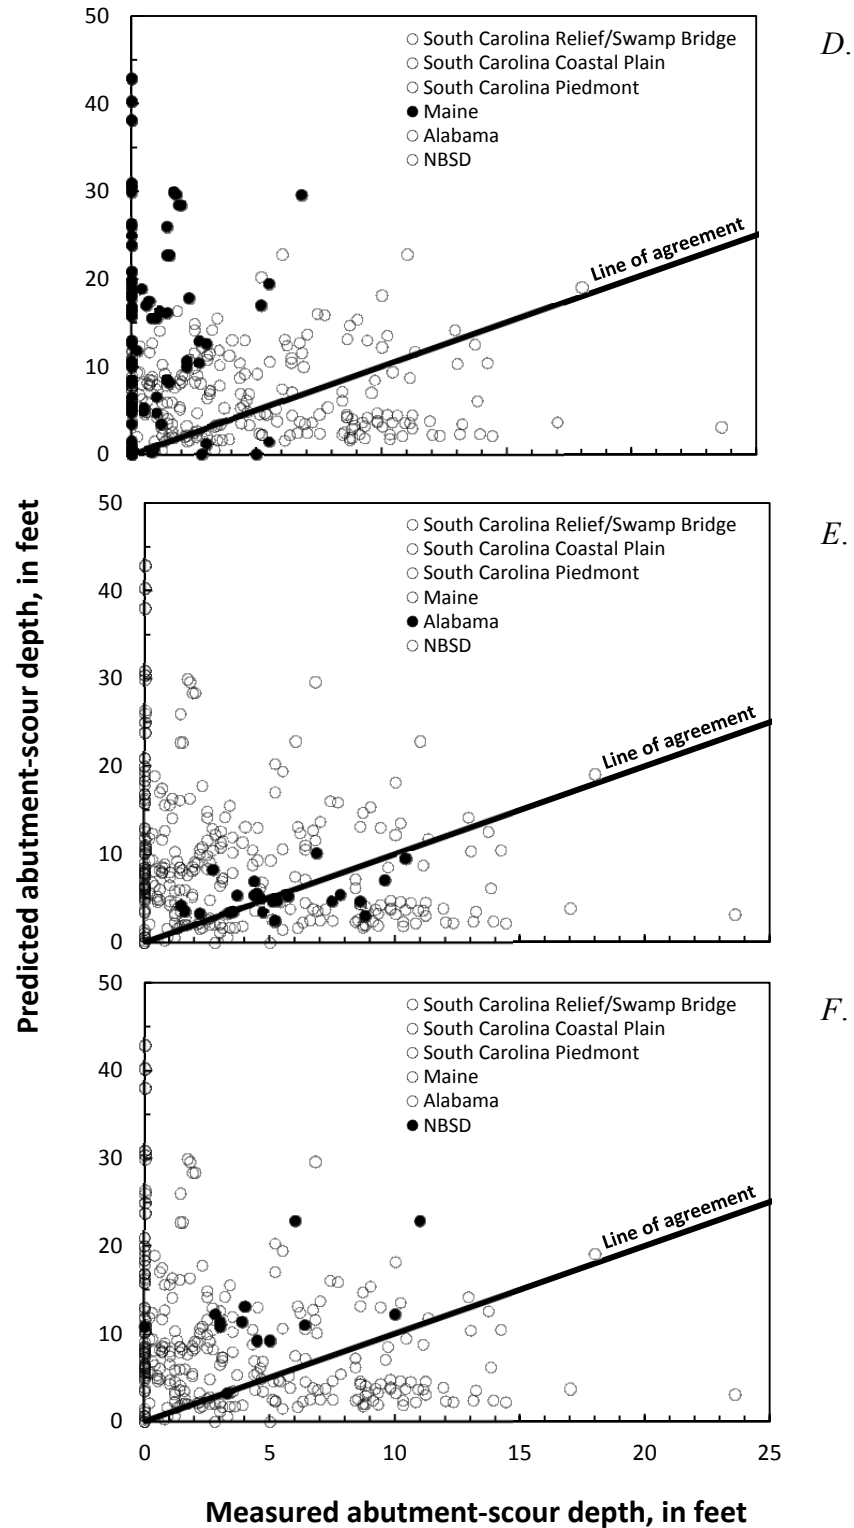 50
40
30
20
10
0
South Carolina Relief/Swamp Bridge
South Carolina Coastal Plain
South Carolina Piedmont
Maine
Alabama
NBSD
Line of agreement
D.
50
40
30
20
10
0
South Carolina Relief/Swamp Bridge
South Carolina Coastal Plain
South Carolina Piedmont
Maine
Alabama
NBSD
Line of agreement
E.
Predicted abutment-scour depth, in feet
50
40
30
20
10
0
South Carolina Relief/Swamp Bridge
South Carolina Coastal Plain
South Carolina Piedmont
Maine
Alabama
NBSD
Line of agreement
F.
0 5 10 15 20 25
Measured abutment-scour depth, in feet